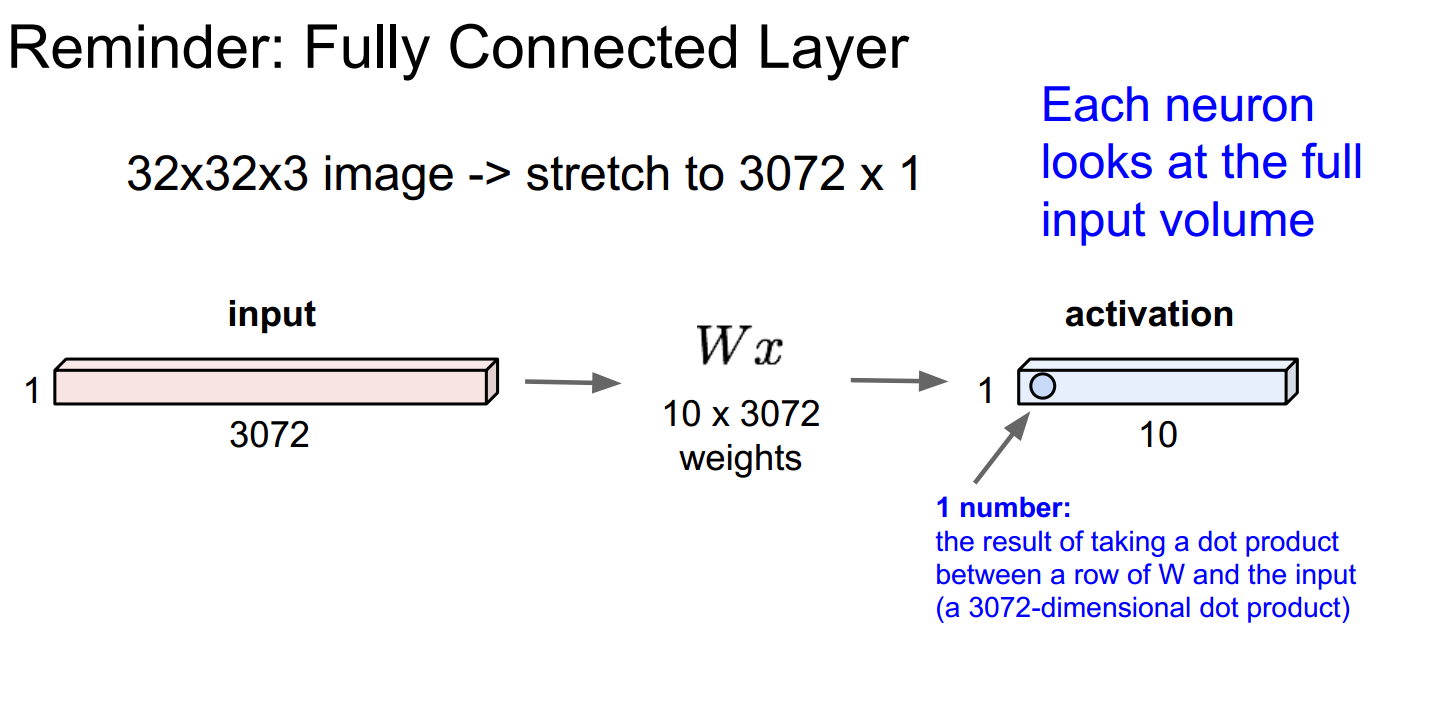 Reminder: Fully Connected Layer
32x32x3 image -> stretch to 3072 x 1
Each neuron
looks at the full
input volume
input
1
3072
Wx
10 x 3072
weights
activation
1
10
1 number:
the result of taking a dot product
between a row of W and the input
(a 3072-dimensional dot product)